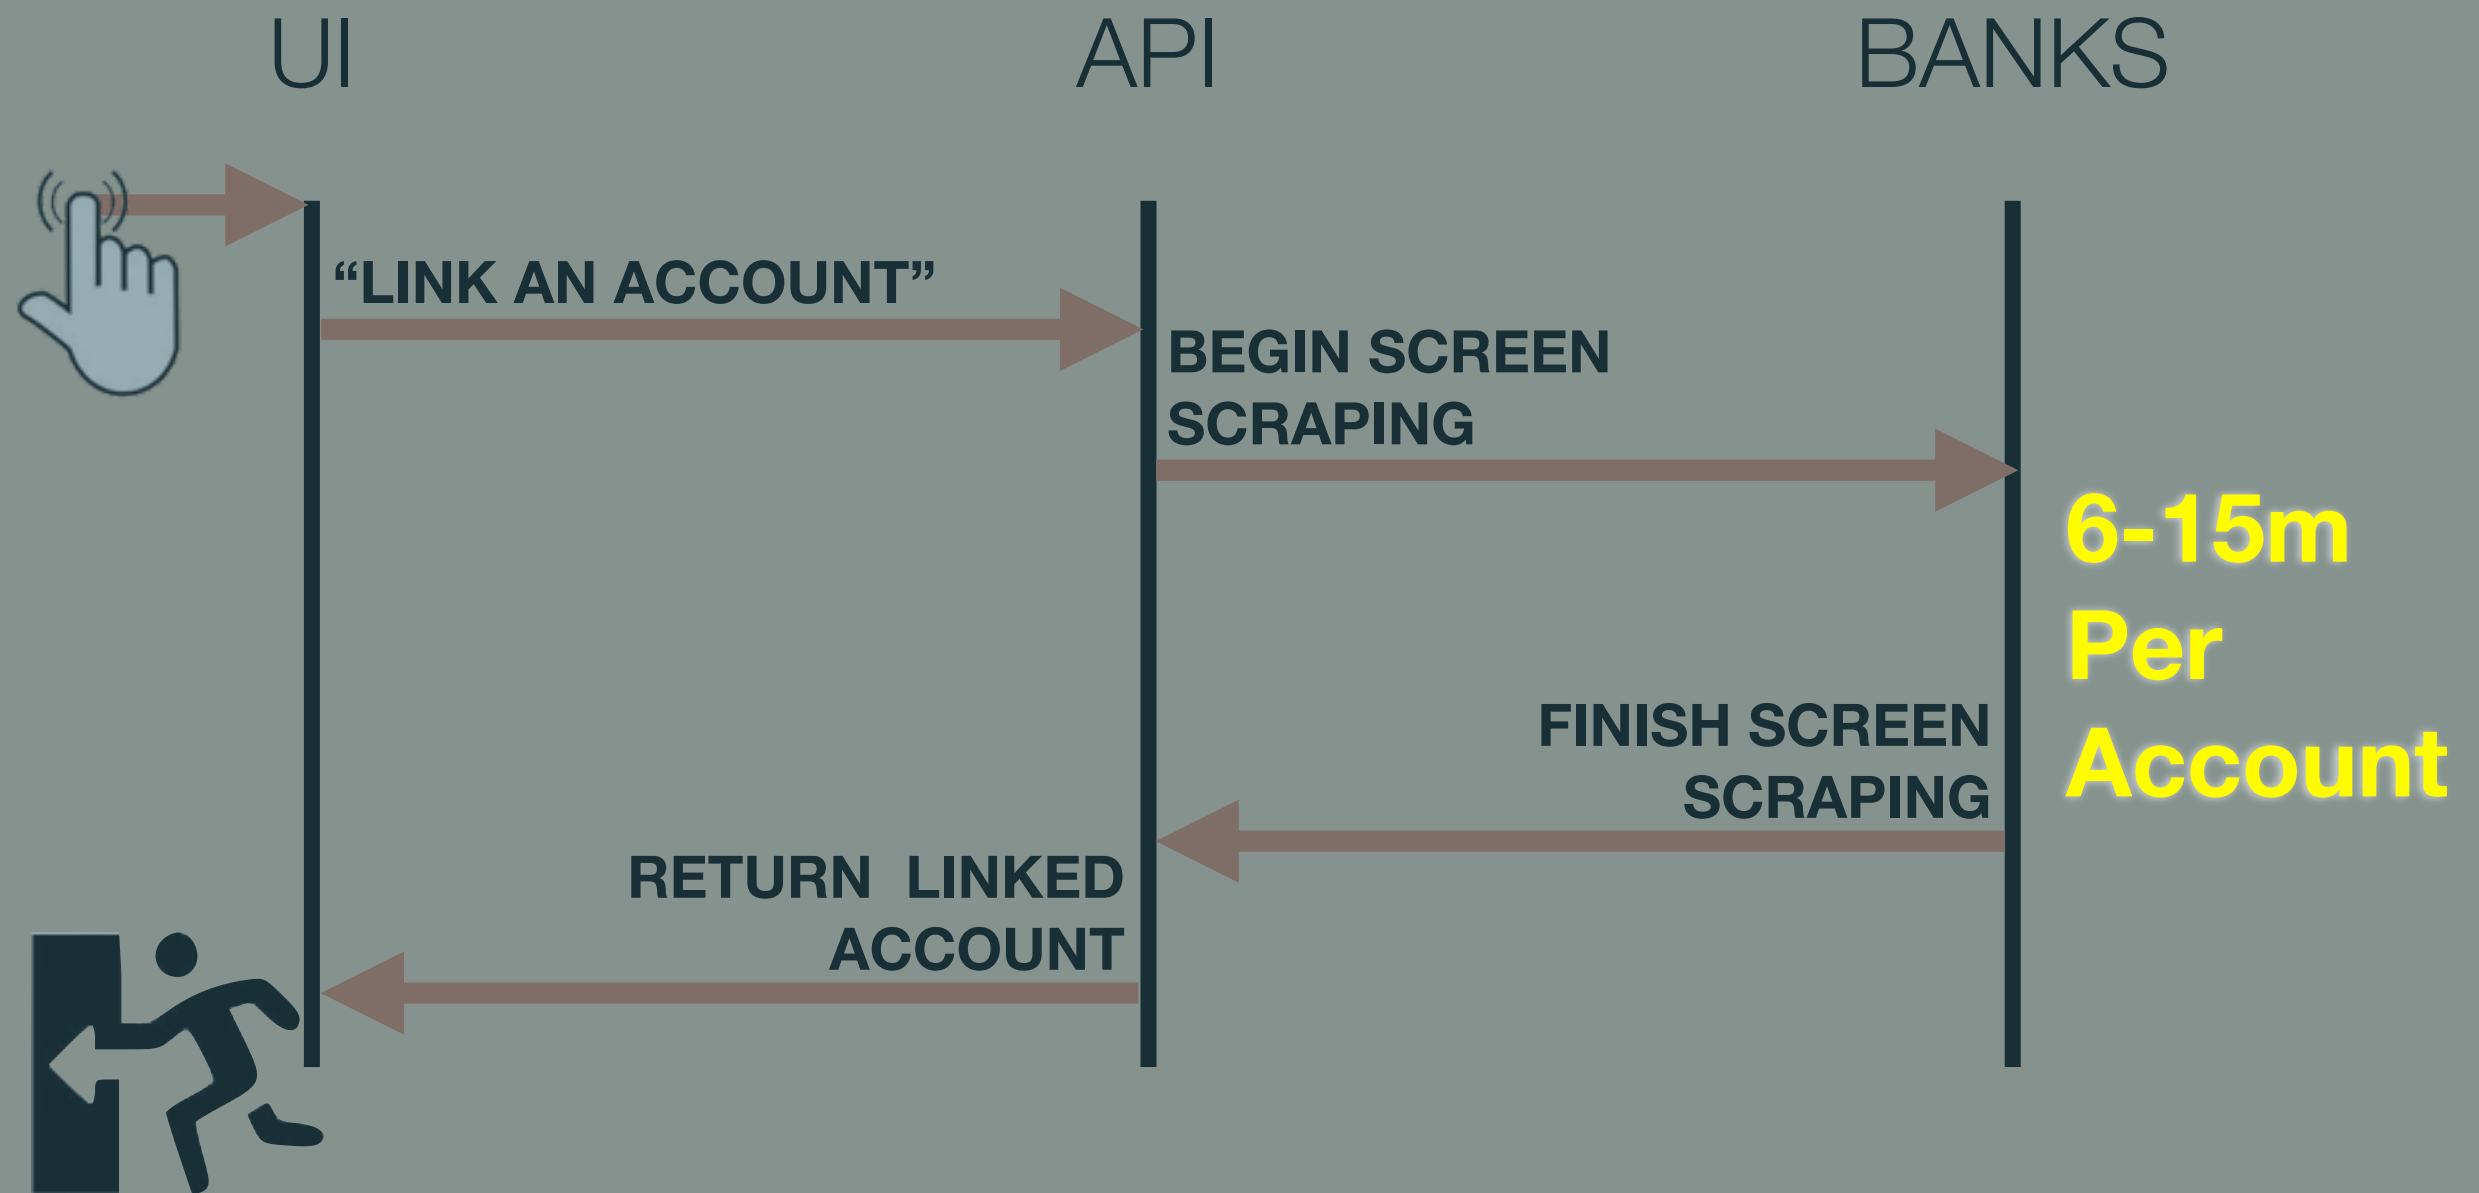 UI
API
BANKS
“LINK AN ACCOUNT”
BEGIN SCREEN
SCRAPING
6-15m
Per
Account
FINISH SCREEN
SCRAPING
RETURN  LINKED
ACCOUNT